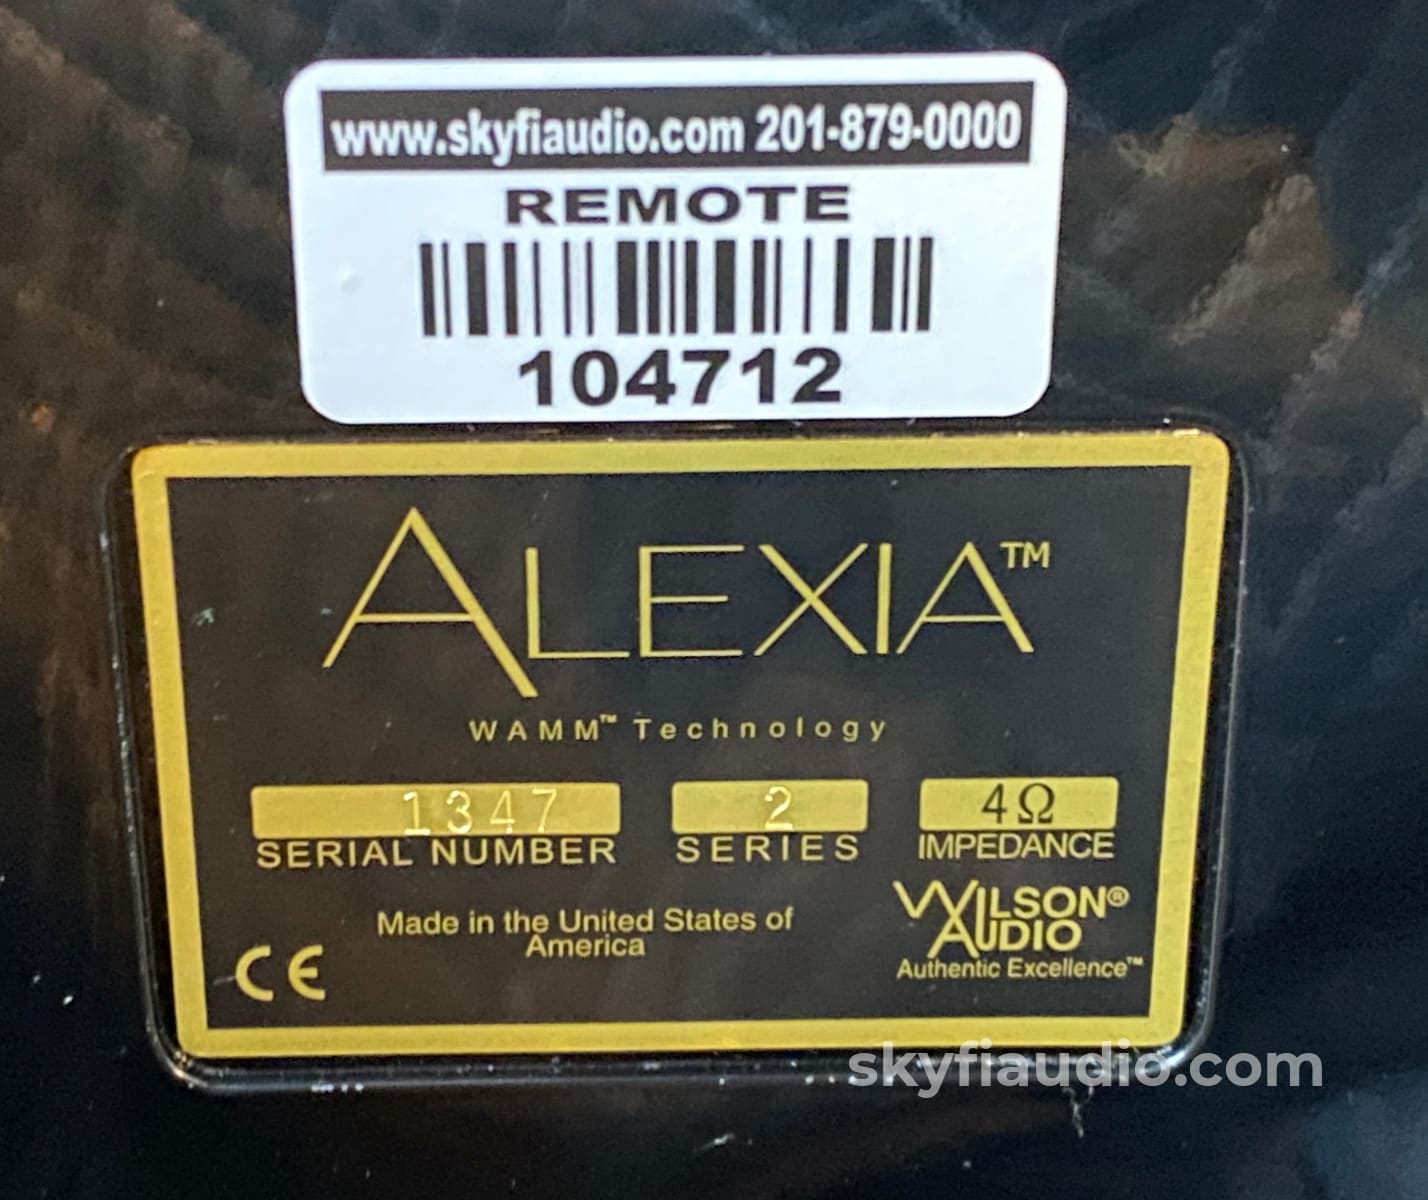 www.skyfiaudio.com 201-879-0000
REMOTE
104712
ALEXIA™
WAMM™ Technology
1347 2 4Ω
SERIAL NUMBER SERIES IMPEDANCE
Made in the United States of
America
CE
WILSON®
AUDIO
Authentic Excellence™
skyfiaudio.com